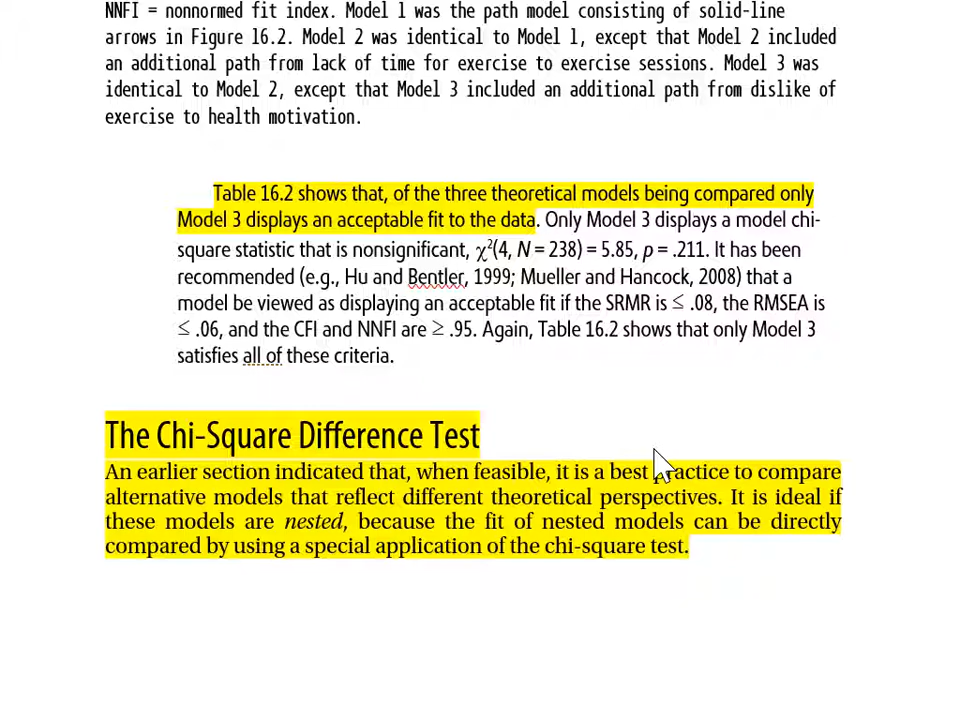 NNFI = nonnormed fit index. Model 1 was the path model consisting of solid-line
arrows in Figure 16.2. Model 2 was identical to Model 1, except that Model 2 included
an additional path from lack of time for exercise to exercise sessions. Model 3 was
identical to Model 2, except that Model 3 included an additional path from dislike of
exercise to health motivation.
Table 16.2 shows that, of the three theoretical models being compared only
Model 3 displays an acceptable fit to the data. Only Model 3 displays a model chi-
square statistic that is nonsignificant, χ²(4, N = 238) = 5.85, p = .211. It has been
recommended (e.g., Hu and Bentler, 1999; Mueller and Hancock, 2008) that a
model be viewed as displaying an acceptable fit if the SRMR is ≤ .08, the RMSEA is
≤ .06, and the CFI and NNFI are ≥ .95. Again, Table 16.2 shows that only Model 3
satisfies all of these criteria.
The Chi-Square Difference Test
An earlier section indicated that, when feasible, it is a best practice to compare
alternative models that reflect different theoretical perspectives. It is ideal if
these models are nested, because the fit of nested models can be directly
compared by using a special application of the chi-square test.